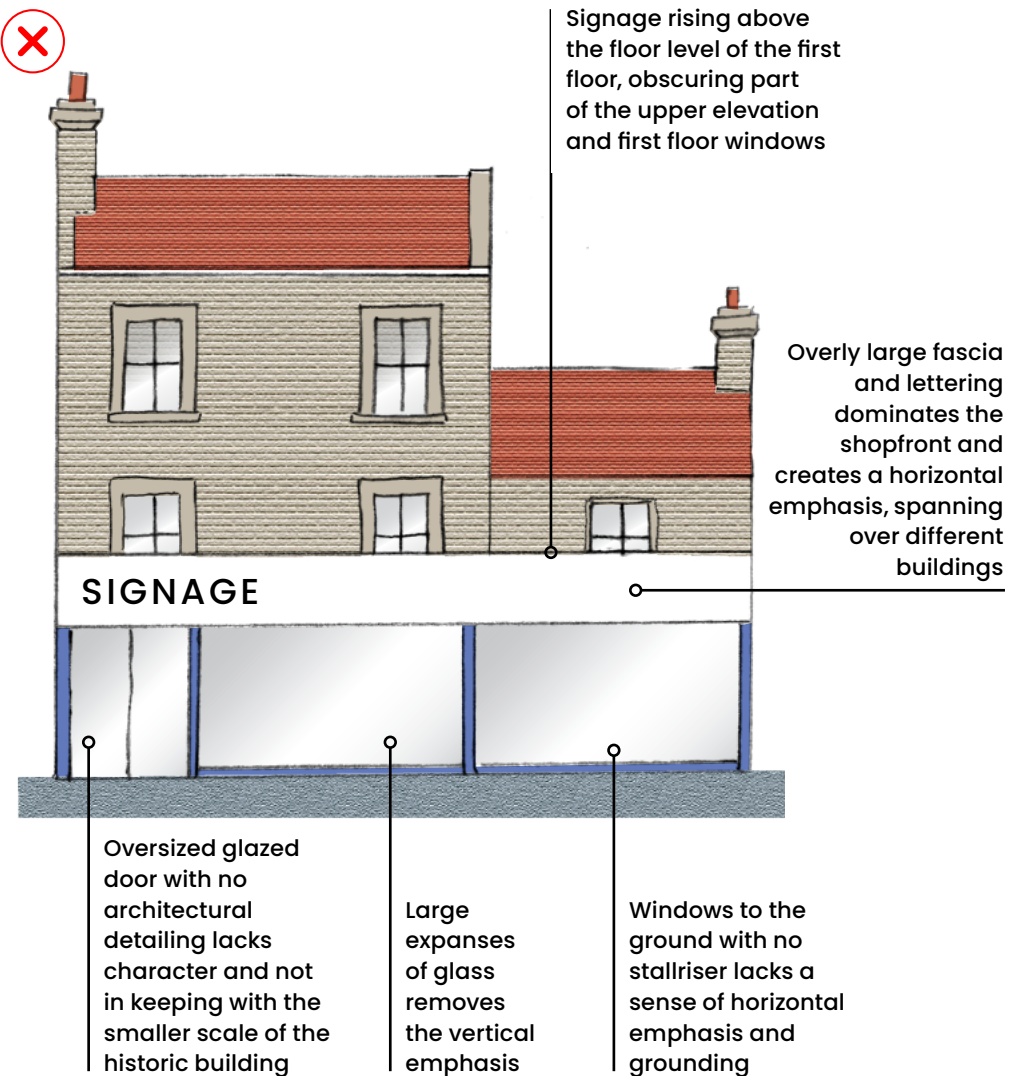 Signage rising above
the floor level of the first
floor, obscuring part
of the upper elevation
and first floor windows
Overly large fascia
and lettering
dominates the
shopfront and
creates a horizontal
emphasis, spanning
over different
buildings
SIGNAGE
Oversized glazed
door with no
architectural
detailing lacks
character and not
in keeping with the
smaller scale of the
historic building
Large
expanses
of glass
removes
the vertical
emphasis
Windows to the
ground with no
stallriser lacks a
sense of horizontal
emphasis and
grounding